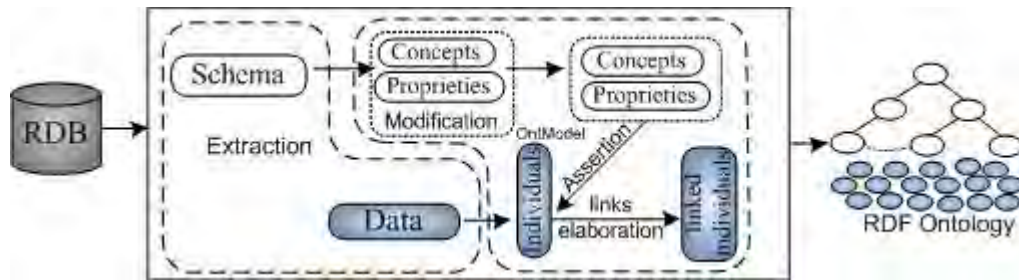 RDB
Schema
Extraction
Data
Concepts
Proprieties
Modification
Concepts
Proprieties
OntModel
Individuals
Assertion
links
elaboration
linked
Individuals
RDF Ontology